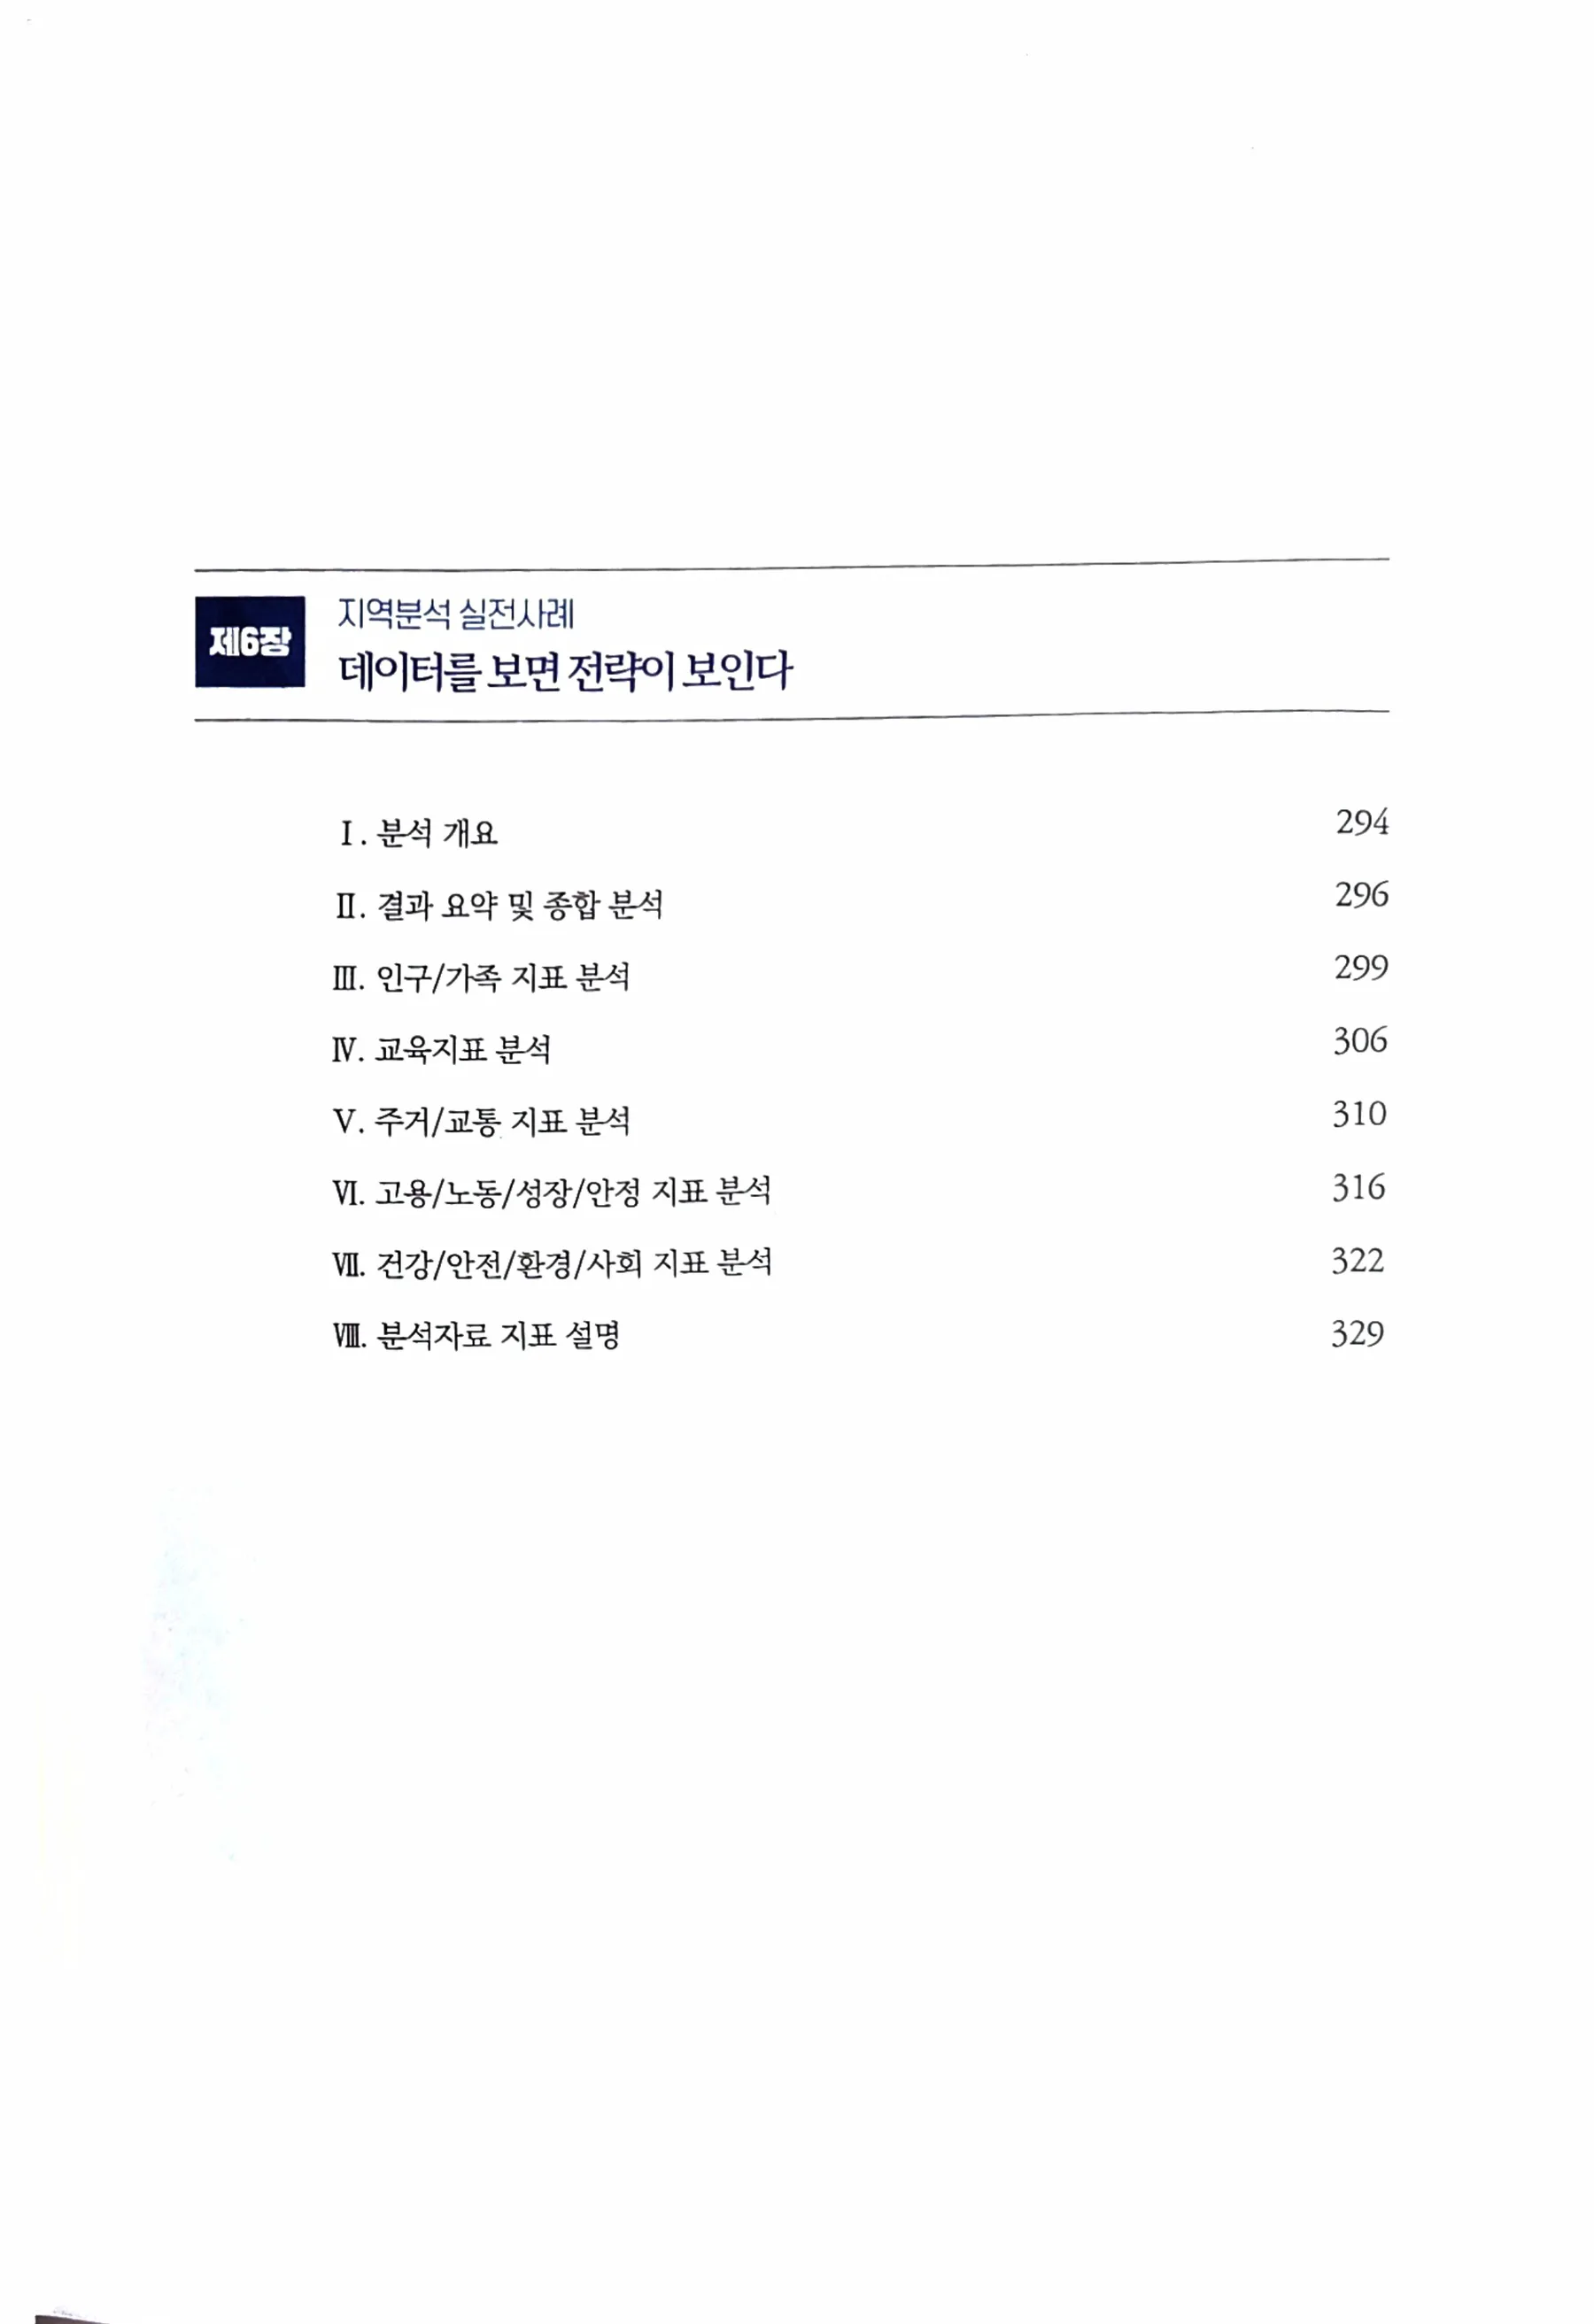 제6장
지역분석 실전사례
데이터를 보면 전략이 보인다
Ⅰ. 분석 개요 294
Ⅱ. 결과 요약 및 종합 분석 296
Ⅲ. 인구/가족 지표 분석 299
Ⅳ. 교육지표 분석 306
Ⅴ. 주거/교통 지표 분석 310
Ⅵ. 고용/노동/성장/안정 지표 분석 316
Ⅶ. 건강/안전/환경/사회 지표 분석 322
Ⅷ. 분석자료 지표 설명 329